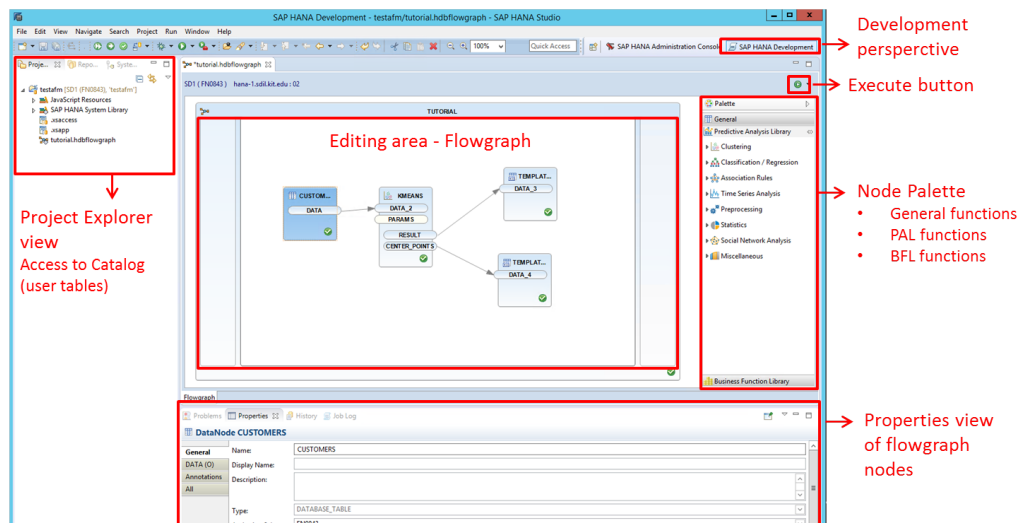 SAP HANA Development - testafm/tutorial.hdbflowgraph - SAP HANA Studio
File Edit View Navigate Search Project Run Window Help
100%
Quick Access
SAP HANA Administration Console
SAP HANA Development
Development
persperctive
Proje...
Repo...
Syste...
*tutorial.hdbflowgraph
SD1 (FN0843) hana-1.sdil.kit.edu : 02
Execute button
testafm [SD1 (FN0843), 'testafm']
JavaScript Resources
SAP HANA System Library
.xsaccess
.xsapp
tutorial.hdbflowgraph
Project Explorer
view
Access to Catalog
(user tables)
TUTORIAL
Editing area - Flowgraph
CUSTOM...
DATA
KMEANS
DATA_2
PARAMS
RESULT
CENTER_POINTS
TEMPLAT...
DATA_3
TEMPLAT...
DATA_4
Palette
General
Predictive Analysis Library
Clustering
Classification / Regression
Association Rules
Time Series Analysis
Preprocessing
Statistics
Social Network Analysis
Miscellaneous
Business Function Library
Node Palette
• General functions
• PAL functions
• BFL functions
Flowgraph
Problems
Properties
History
Job Log
DataNode CUSTOMERS
General
DATA (O)
Annotations
All
Name:
CUSTOMERS
Display Name:
Description:
Type:
DATABASE_TABLE
FN0843
Properties view
of flowgraph
nodes